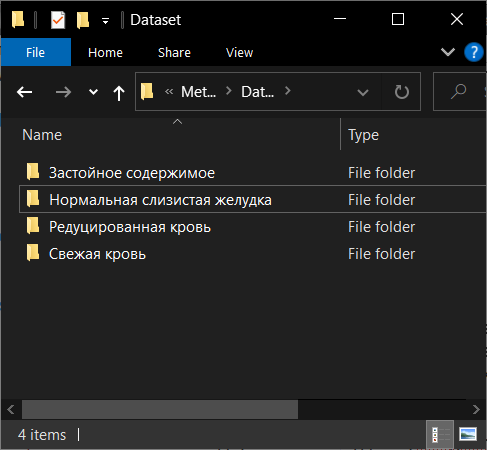 Dataset
File Home Share View
Met... Dat...
Name Type
Застойное содержимое File folder
Нормальная слизистая желудка File folder
Редуцированная кровь File folder
Свежая кровь File folder
4 items